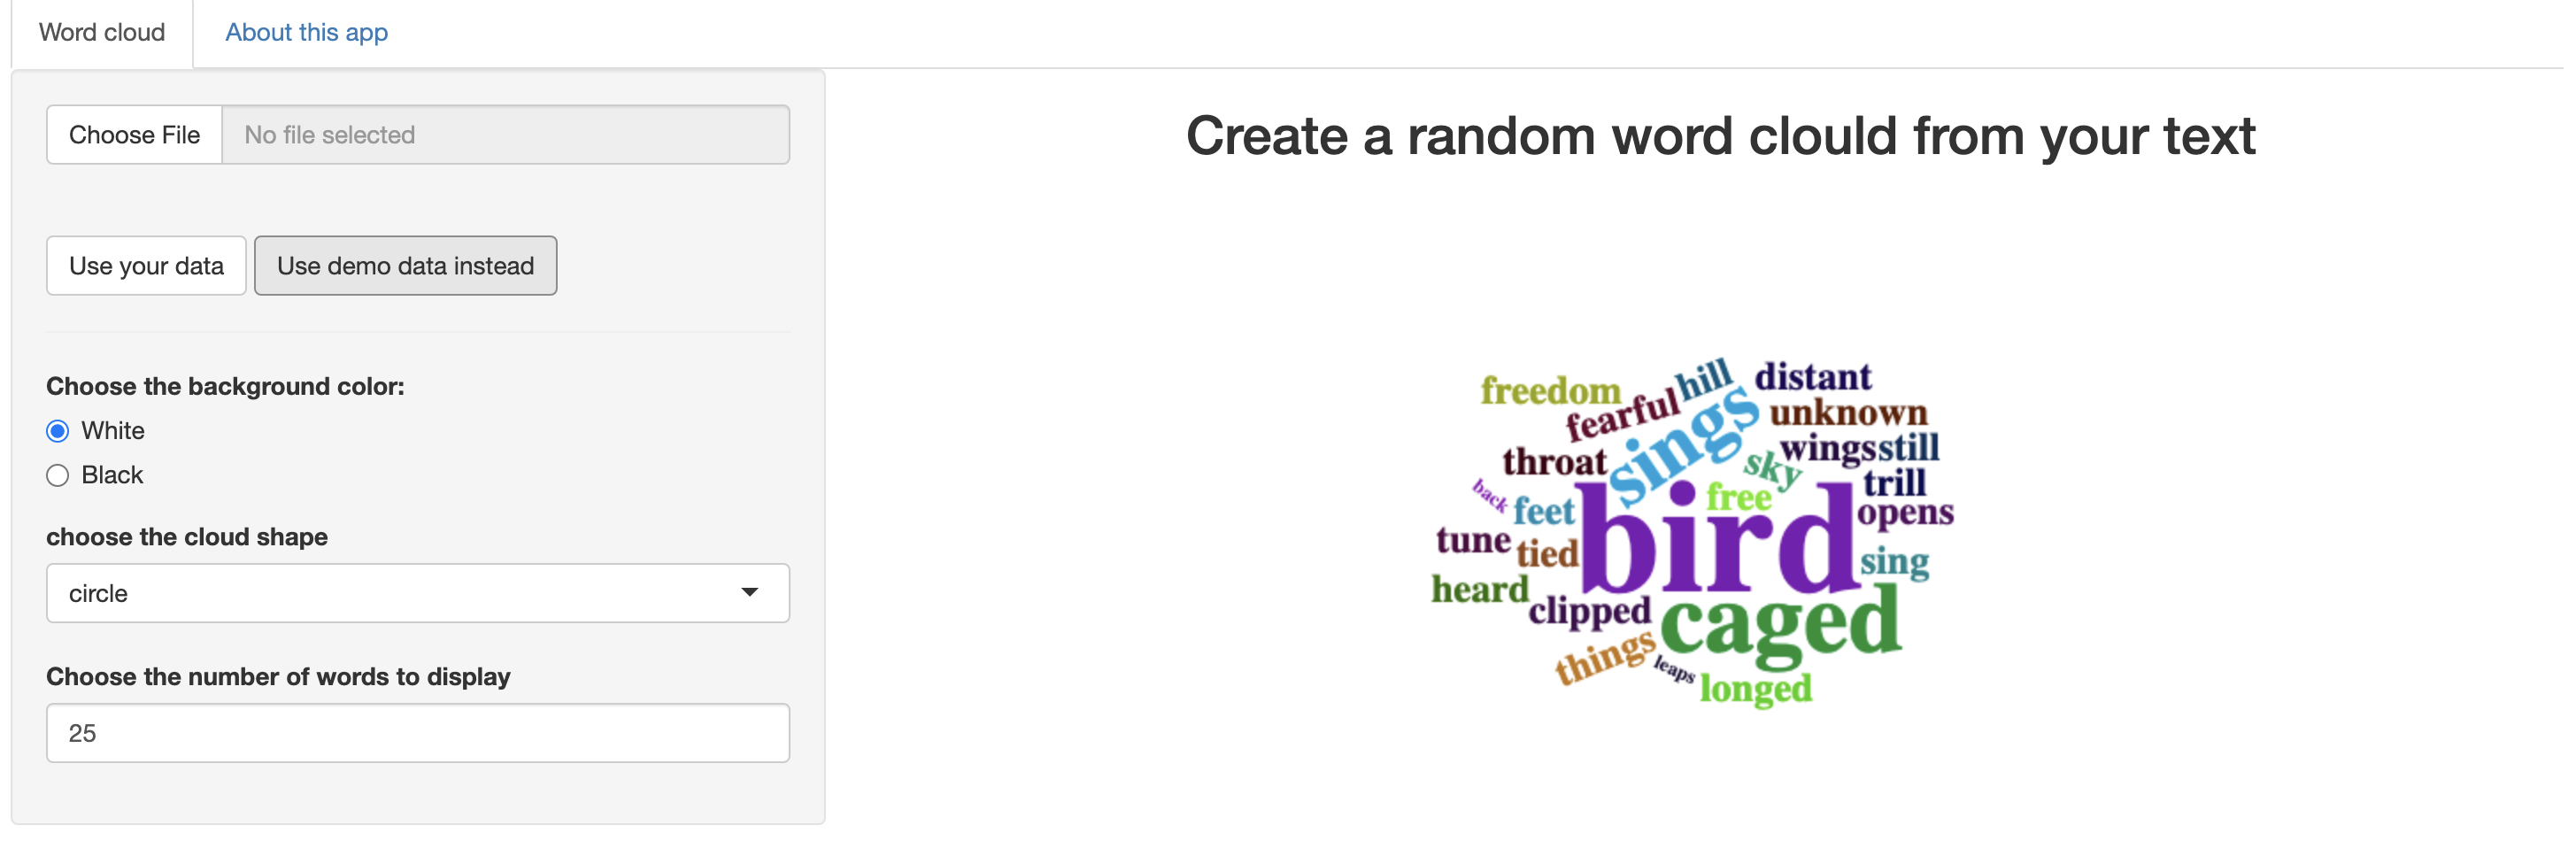 Word cloud
About this app
Choose File
No file selected
Create a random word clould from your text
Use your data
Use demo data instead
Choose the background color:
White
Black
choose the cloud shape
circle
Choose the number of words to display
25
freedom
fearful
hill
distant
sings
unknown
throat
sky
wings
still
back
feet
free
trill
bird
opens
tune
tied
sing
heard
clipped
caged
things
leaps
longed